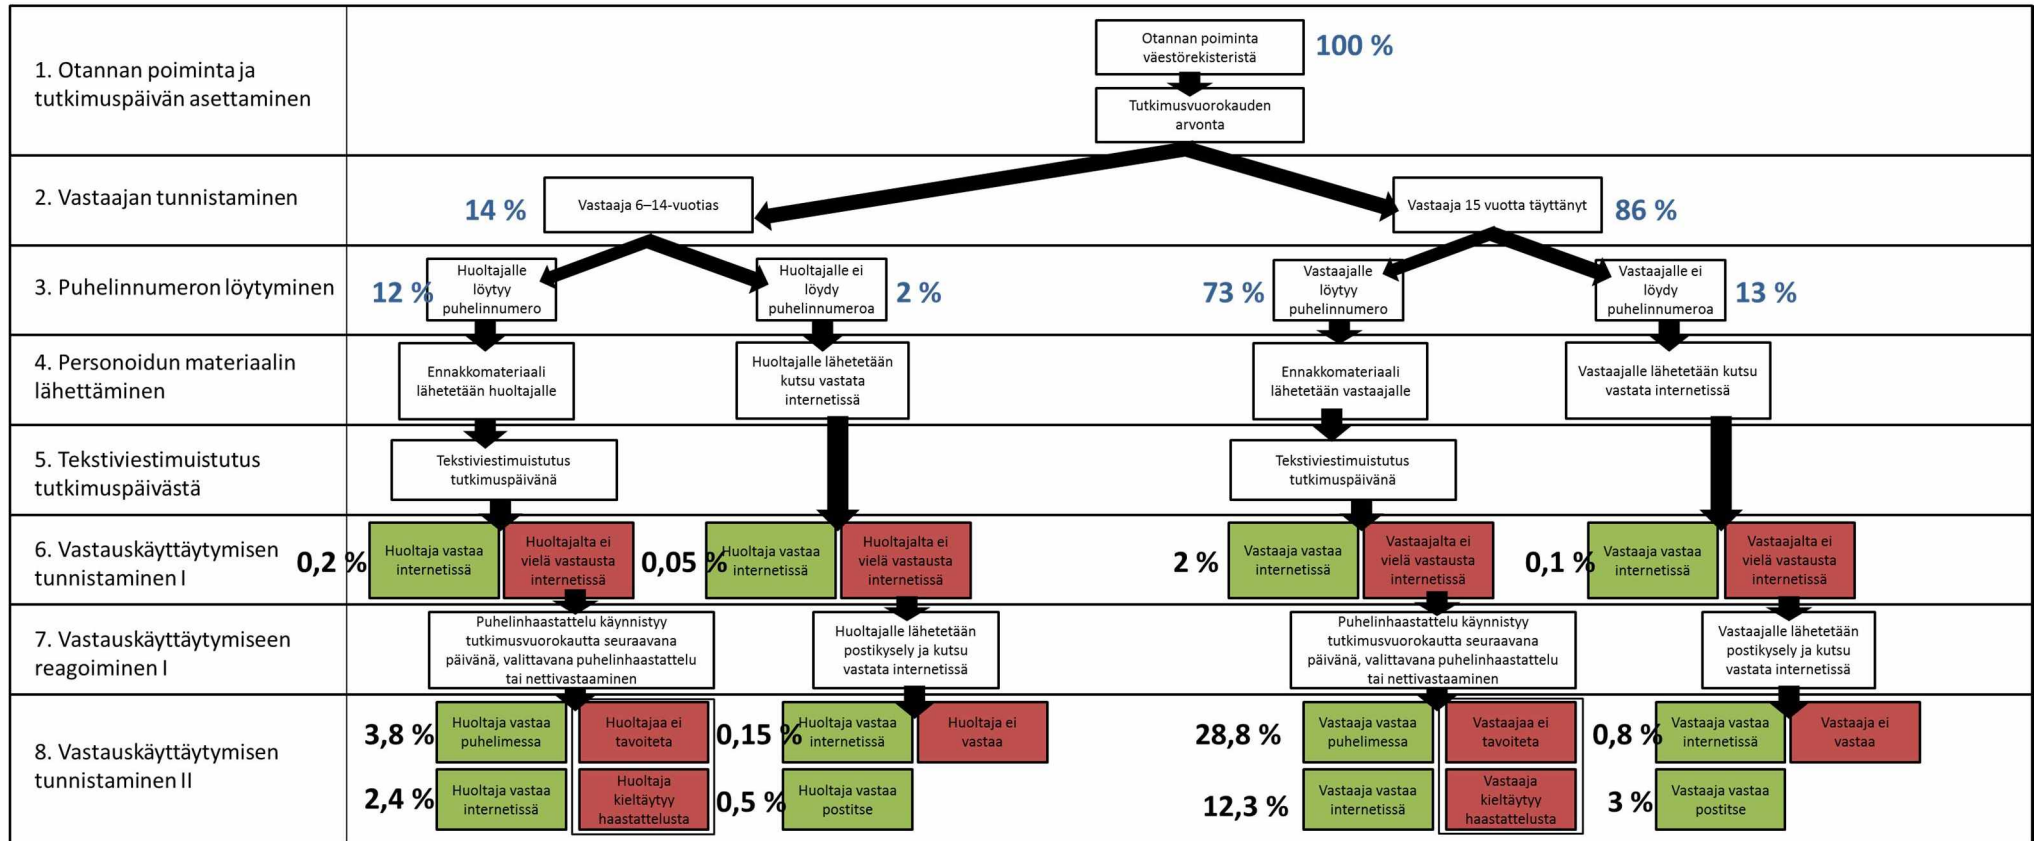 1. Otannan poiminta ja
tutkimuspäivän asettaminen
Otannan poiminta
väestörekisteristä
100 %
Tutkimusvuorokauden
arvonta
2. Vastaajan tunnistaminen
14 %
Vastaaja 6–14-vuotias
Vastaaja 15 vuotta täyttänyt
86 %
3. Puhelinnumeron löytyminen
12 %
Huoltajalle
löytyy
puhelinnumero
Huoltajalle ei
löydy
puhelinnumeroa
2 %
73 %
Vastaajalle
löytyy
puhelinnumero
Vastaajalle ei
löydy
puhelinnumeroa
13 %
4. Personoidun materiaalin
lähettäminen
Ennakkomateriaali
lähetetään huoltajalle
Huoltajalle lähetetään
kutsu vastata
internetissä
Ennakkomateriaali
lähetetään vastaajalle
Vastaajalle lähetetään kutsu
vastata internetissä
5. Tekstiviestimuistutus
tutkimuspäivästä
Tekstiviestimuistutus
tutkimuspäivänä
Tekstiviestimuistutus
tutkimuspäivänä
6. Vastauskäyttäytymisen
tunnistaminen I
0,2 %
Huoltaja vastaa
internetissä
Huoltajalta ei
vielä vastausta
internetissä
0,05 %
Huoltaja vastaa
internetissä
Huoltajalta ei
vielä vastausta
internetissä
2 %
Vastaaja vastaa
internetissä
Vastaajalta ei
vielä vastausta
internetissä
0,1 %
Vastaaja vastaa
internetissä
Vastaajalta ei
vielä vastausta
internetissä
7. Vastauskäyttäytymiseen
reagoiminen I
Puhelinhaastattelu käynnistyy
tutkimusvuorokautta seuraavana
päivänä, valittavana puhelinhaastattelu
tai nettivastaaminen
Huoltajalle lähetetään
postikysely ja kutsu
vastata internetissä
Puhelinhaastattelu käynnistyy
tutkimusvuorokautta seuraavana
päivänä, valittavana puhelinhaastattelu
tai nettivastaaminen
Vastaajalle lähetetään
postikysely ja kutsu
vastata internetissä
8. Vastauskäyttäytymisen
tunnistaminen II
3,8 %
Huoltaja vastaa
puhelimessa
Huoltajaa ei
tavoiteta
0,15 %
Huoltaja vastaa
internetissä
Huoltaja ei
vastaa
28,8 %
Vastaaja vastaa
puhelimessa
Vastaajaa ei
tavoiteta
0,8 %
Vastaaja vastaa
internetissä
Vastaaja ei
vastaa
2,4 %
Huoltaja vastaa
internetissä
Huoltaja
kieltäytyy
haastattelusta
0,5 %
Huoltaja vastaa
postitse
12,3 %
Vastaaja vastaa
internetissä
Vastaaja
kieltäytyy
haastattelusta
3 %
Vastaaja vastaa
postitse